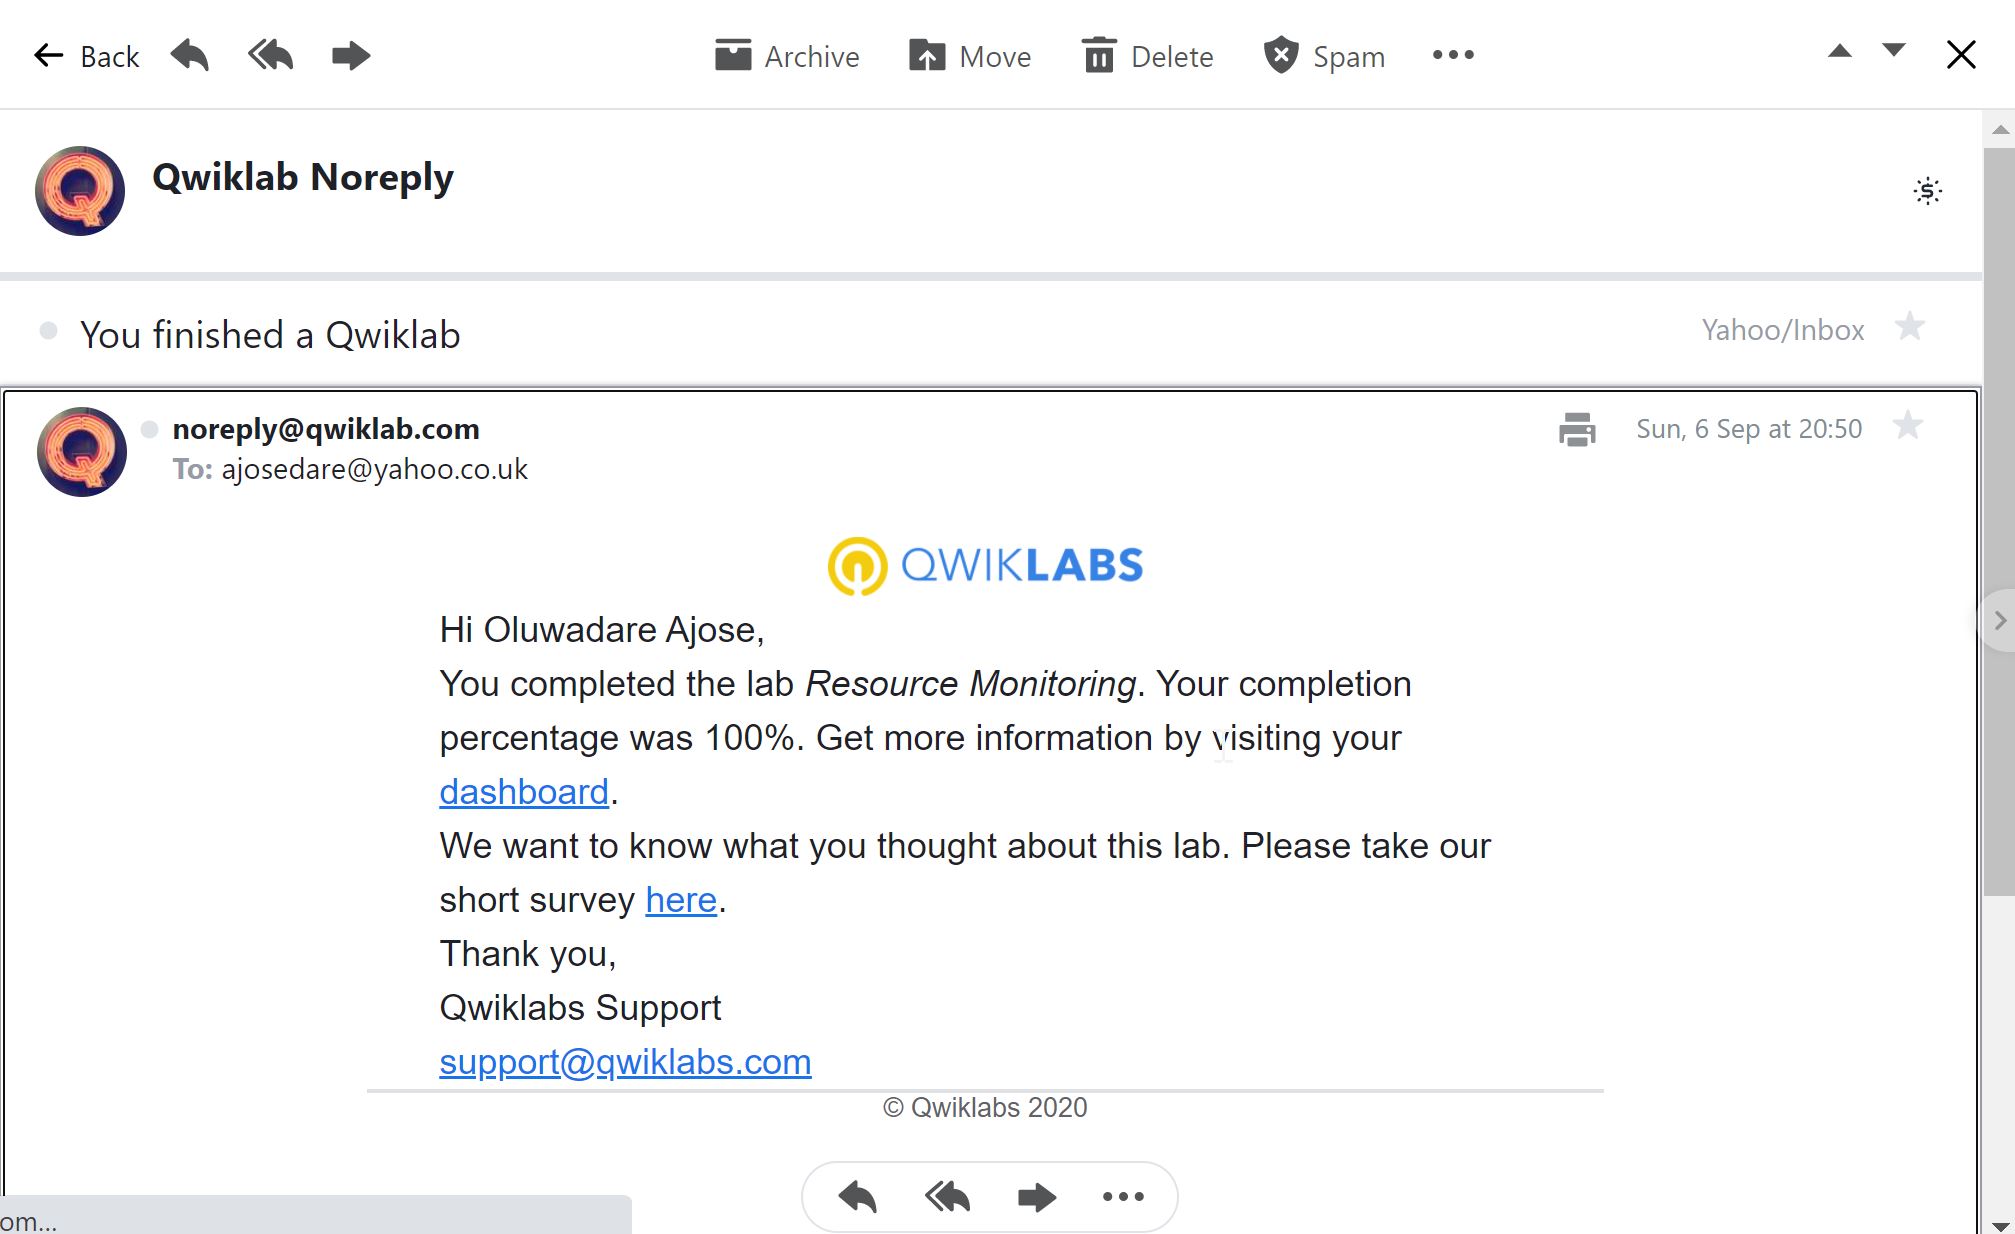 Back Archive Move Delete Spam
Qwiklab Noreply
You finished a Qwiklab Yahoo/Inbox
noreply@qwiklab.com Sun, 6 Sep at 20:50
To: ajosedare@yahoo.co.uk
QWIKLABS
Hi Oluwadare Ajose,
You completed the lab Resource Monitoring. Your completion
percentage was 100%. Get more information by visiting your
dashboard.
We want to know what you thought about this lab. Please take our
short survey here.
Thank you,
Qwiklabs Support
support@qwiklabs.com
© Qwiklabs 2020
om...